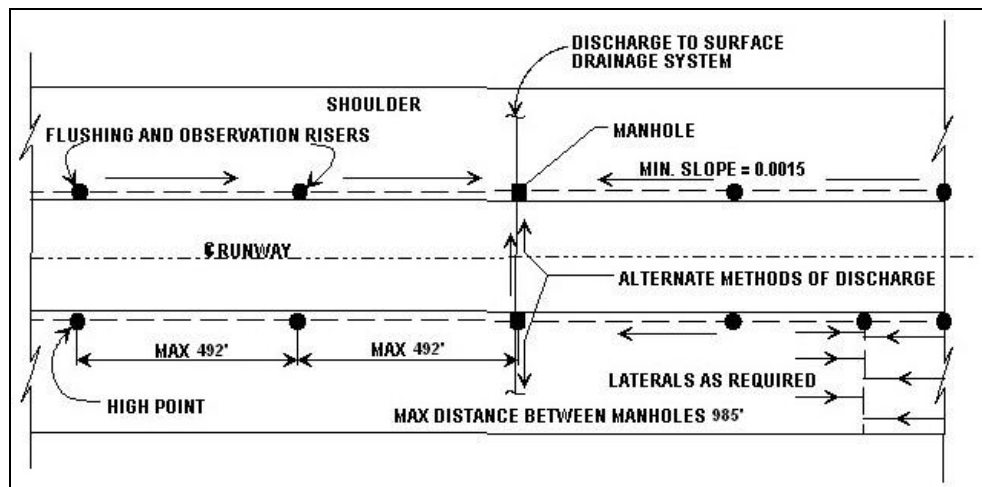 DISCHARGE TO SURFACE
DRAINAGE SYSTEM
SHOULDER
FLUSHING AND OBSERVATION RISERS
MANHOLE
MIN. SLOPE = 0.0015
℄ RUNWAY
ALTERNATE METHODS OF DISCHARGE
MAX 492'
MAX 492'
LATERALS AS REQUIRED
HIGH POINT
MAX DISTANCE BETWEEN MANHOLES 985'